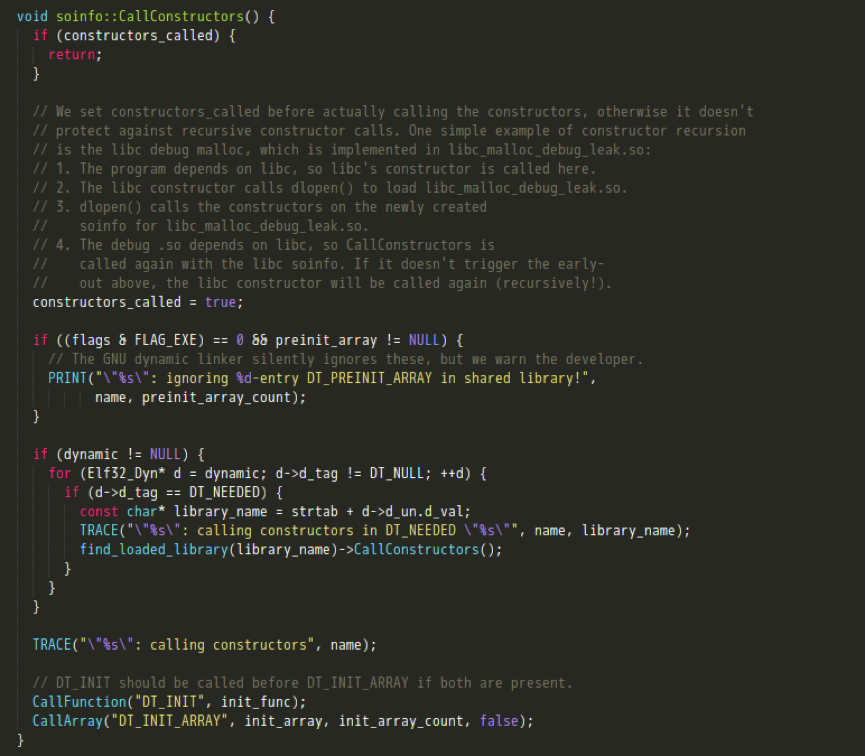 void soinfo::CallConstructors() {
  if (constructors_called) {
    return;
  }

  // We set constructors_called before actually calling the constructors, otherwise it doesn't
  // protect against recursive constructor calls. One simple example of constructor recursion
  // is the libc debug malloc, which is implemented in libc_malloc_debug_leak.so:
  // 1. The program depends on libc, so libc's constructor is called here.
  // 2. The libc constructor calls dlopen() to load libc_malloc_debug_leak.so.
  // 3. dlopen() calls the constructors on the newly created
  //    soinfo for libc_malloc_debug_leak.so.
  // 4. The debug .so depends on libc, so CallConstructors is
  //    called again with the libc soinfo. If it doesn't trigger the early-
  //    out above, the libc constructor will be called again (recursively!).
  constructors_called = true;

  if ((flags & FLAG_EXE) == 0 && preinit_array != NULL) {
    // The GNU dynamic linker silently ignores these, but we warn the developer.
    PRINT("\"%s\": ignoring %d-entry DT_PREINIT_ARRAY in shared library!",
          name, preinit_array_count);
  }

  if (dynamic != NULL) {
    for (Elf32_Dyn* d = dynamic; d->d_tag != DT_NULL; ++d) {
      if (d->d_tag == DT_NEEDED) {
        const char* library_name = strtab + d->d_un.d_val;
        TRACE("\"%s\": calling constructors in DT_NEEDED \"%s\"", name, library_name);
        find_loaded_library(library_name)->CallConstructors();
      }
    }
  }

  TRACE("\"%s\": calling constructors", name);

  // DT_INIT should be called before DT_INIT_ARRAY if both are present.
  CallFunction("DT_INIT", init_func);
  CallArray("DT_INIT_ARRAY", init_array, init_array_count, false);
}